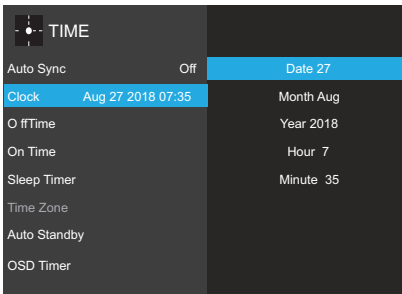 TIME
Auto Sync Off
Clock Aug 27 2018 07:35
O ffTime
On Time
Sleep Timer
Time Zone
Auto Standby
OSD Timer
Date 27
Month Aug
Year 2018
Hour 7
Minute 35